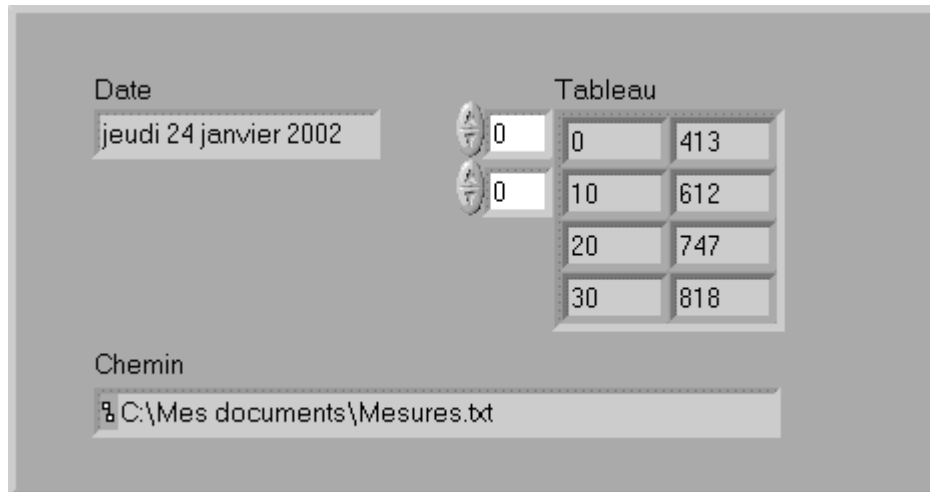 Date
jeudi 24 janvier 2002
Tableau
0 0 413
0 10 612
20 747
30 818
Chemin
C:\Mes documents\Mesures.txt